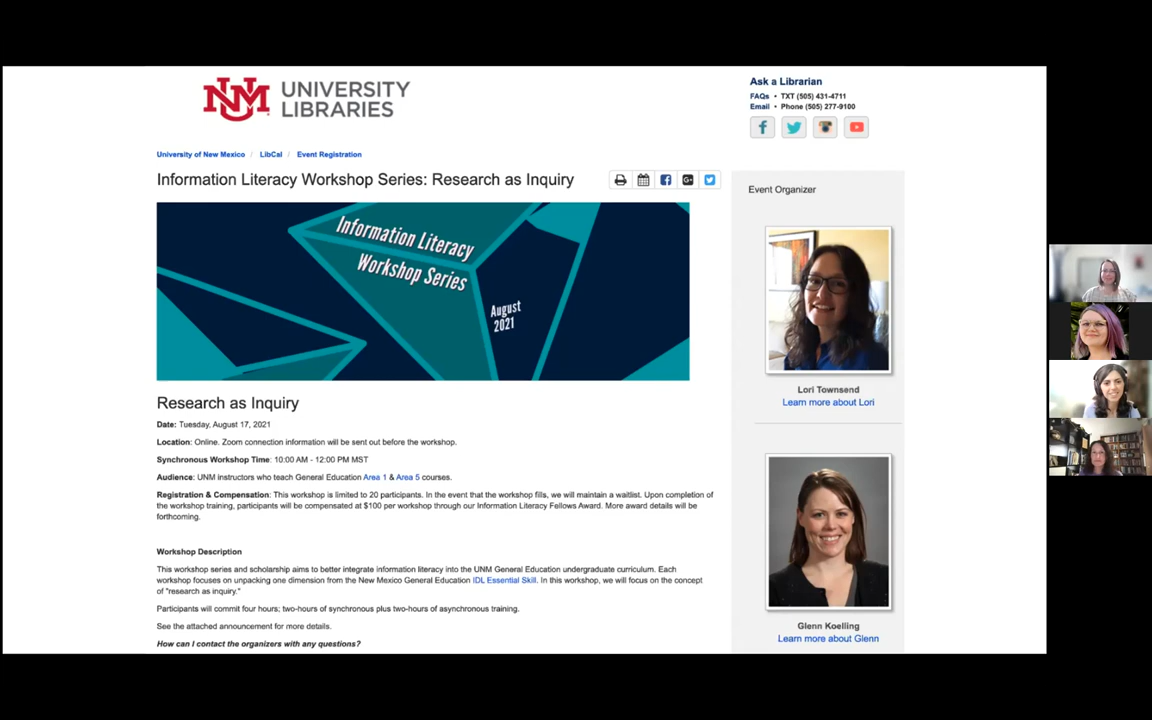 UNM UNIVERSITY
LIBRARIES
Ask a Librarian
FAQs • TXT (505) 431-4711
Email • Phone (505) 277-9100
University of New Mexico / LibCal / Event Registration
Information Literacy Workshop Series: Research as Inquiry
Event Organizer
Information Literacy
Workshop Series
August
2021
Lori Townsend
Learn more about Lori
Research as Inquiry
Date: Tuesday, August 17, 2021
Location: Online. Zoom connection information will be sent out before the workshop.
Synchronous Workshop Time: 10:00 AM - 12:00 PM MST
Audience: UNM instructors who teach General Education Area 1 & Area 5 courses.
Registration & Compensation: This workshop is limited to 20 participants. In the event that the workshop fills, we will maintain a waitlist. Upon completion of
the workshop training, participants will be compensated at $100 per workshop through our Information Literacy Fellows Award. More award details will be
forthcoming.
Workshop Description
This workshop series and scholarship aims to better integrate information literacy into the UNM General Education undergraduate curriculum. Each
workshop focuses on unpacking one dimension from the New Mexico General Education IDL Essential Skill. In this workshop, we will focus on the concept
of "research as inquiry."
Participants will commit four hours; two-hours of synchronous plus two-hours of asynchronous training.
See the attached announcement for more details.
How can I contact the organizers with any questions?
Glenn Koelling
Learn more about Glenn